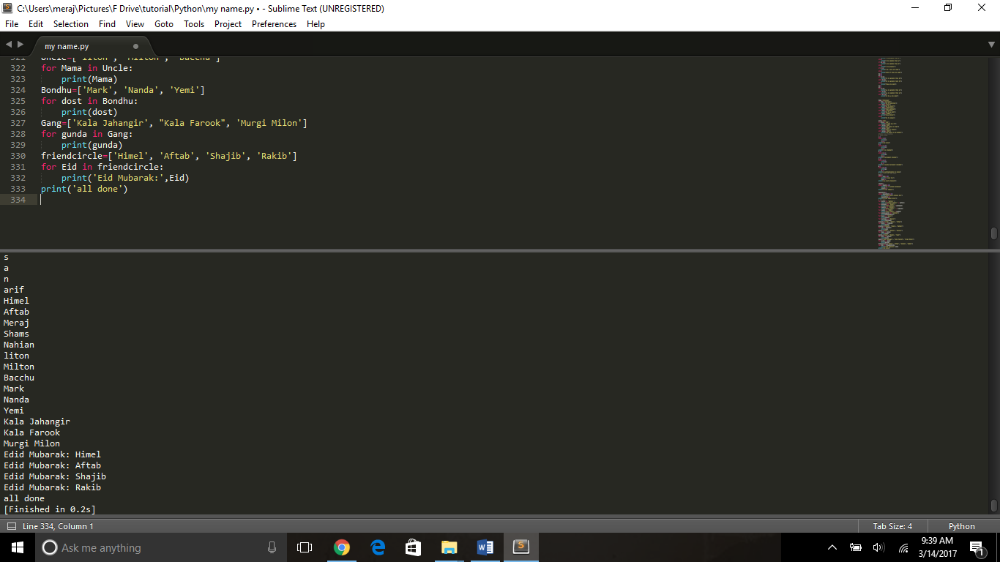 C:\Users\meraj\Pictures\F Drive\tutorial\Python\my name.py • - Sublime Text (UNREGISTERED)
File Edit Selection Find View Goto Tools Project Preferences Help
my name.py
321 Uncle=['liton', 'Milton', 'Bacchu']
322 for Mama in Uncle:
323     print(Mama)
324 Bondhu=['Mark', 'Nanda', 'Yemi']
325 for dost in Bondhu:
326     print(dost)
327 Gang=['Kala Jahangir', "Kala Farook", 'Murgi Milon']
328 for gunda in Gang:
329     print(gunda)
330 friendcircle=['Himel', 'Aftab', 'Shajib', 'Rakib']
331 for Eid in friendcircle:
332     print('Eid Mubarak:',Eid)
333 print('all done')
334
s
a
n
arif
Himel
Aftab
Meraj
Shams
Nahian
liton
Milton
Bacchu
Mark
Nanda
Yemi
Kala Jahangir
Kala Farook
Murgi Milon
Edid Mubarak: Himel
Edid Mubarak: Aftab
Edid Mubarak: Shajib
Edid Mubarak: Rakib
all done
[Finished in 0.2s]
Line 334, Column 1 Tab Size: 4 Python
Ask me anything
9:39 AM
3/14/2017
1